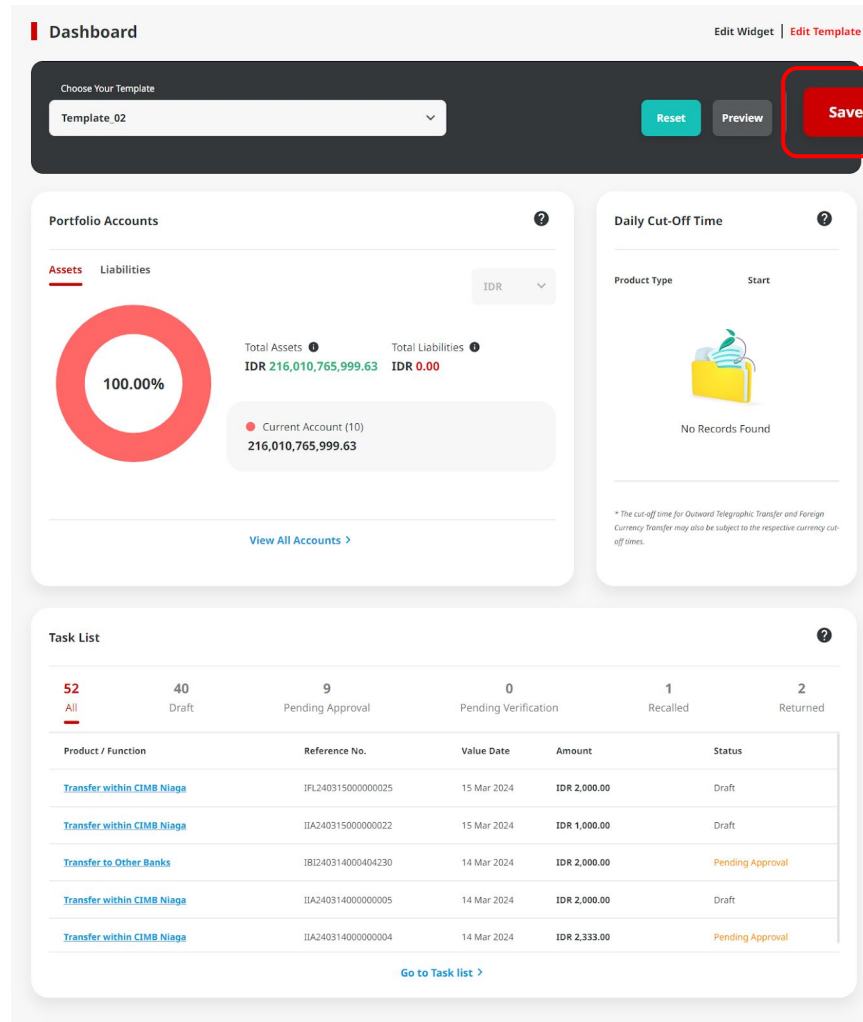 Dashboard
Edit Widget | Edit Template
Choose Your Template
Template_02
Reset
Preview
Save
Portfolio Accounts
Assets Liabilities
IDR
100.00%
Total Assets Total Liabilities
IDR 216,010,765,999.63 IDR 0.00
Current Account (10)
216,010,765,999.63
View All Accounts >
Daily Cut-Off Time
Product Type Start
No Records Found
* The cut-off time for Outward Telegraphic Transfer and Foreign
Currency Transfer may also be subject to the respective currency cut-
off times.
Task List
52 40 9 0 1 2
All Draft Pending Approval Pending Verification Recalled Returned
Product / Function Reference No. Value Date Amount Status
Transfer within CIMB Niaga IFL240315000000025 15 Mar 2024 IDR 2,000.00 Draft
Transfer within CIMB Niaga IIA240315000000022 15 Mar 2024 IDR 1,000.00 Draft
Transfer to Other Banks IBI240314000404230 14 Mar 2024 IDR 2,000.00 Pending Approval
Transfer within CIMB Niaga IIA240314000000005 14 Mar 2024 IDR 2,000.00 Draft
Transfer within CIMB Niaga IIA240314000000004 14 Mar 2024 IDR 2,333.00 Pending Approval
Go to Task list >